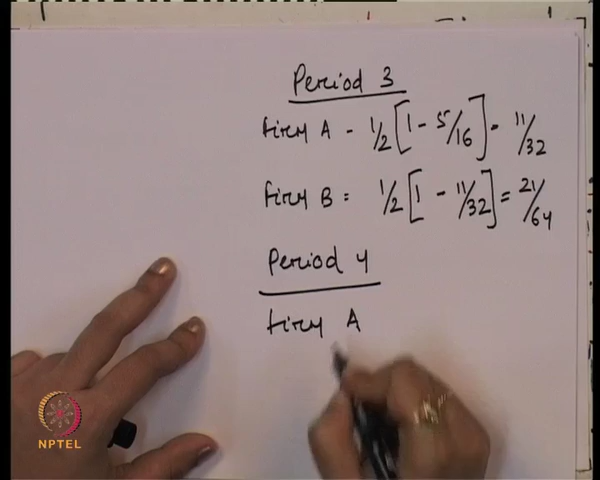 Period 3
Firm A - 1/2 [1 - 5/16] - 11/32
Firm B = 1/2 [1 - 11/32] = 21/64
Period 4
Firm A
NPTEL